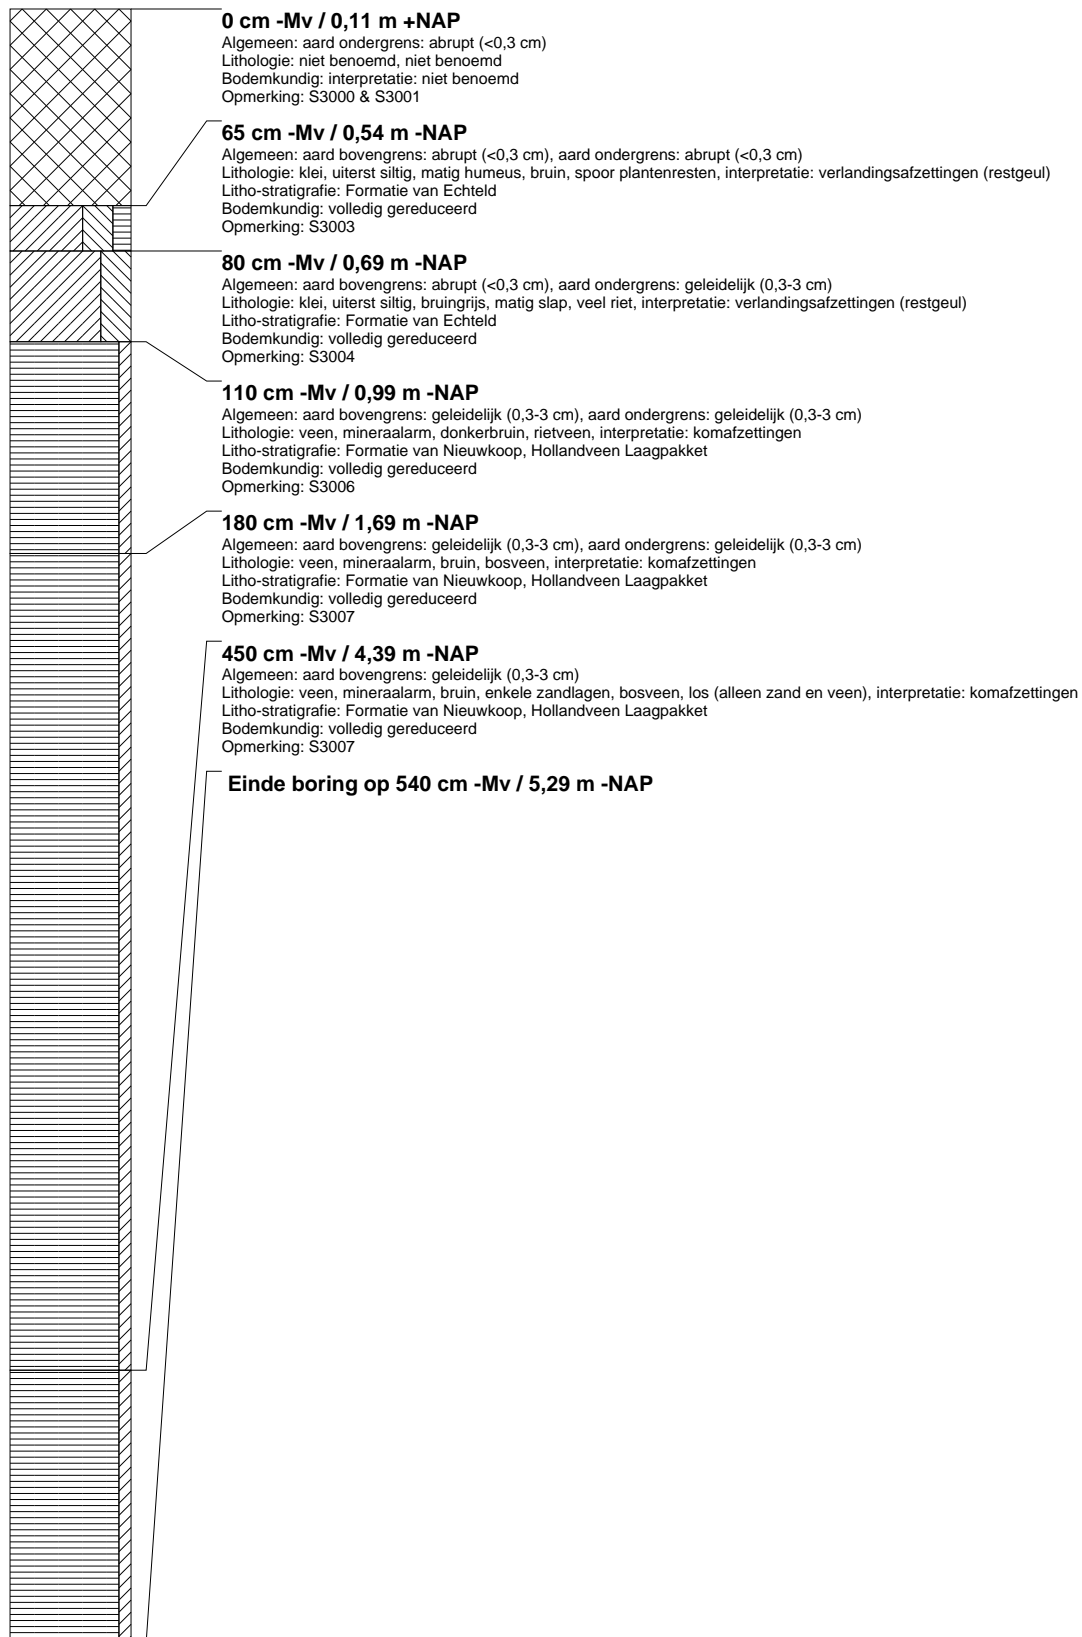 0 cm -Mv / 0,11 m +NAP
Algemeen: aard ondergrens: abrupt (<0,3 cm)
Lithologie: niet benoemd, niet benoemd
Bodemkundig: interpretatie: niet benoemd
Opmerking: S3000 & S3001
65 cm -Mv / 0,54 m -NAP
Algemeen: aard bovengrens: abrupt (<0,3 cm), aard ondergrens: abrupt (<0,3 cm)
Lithologie: klei, uiterst siltig, matig humeus, bruin, spoor plantenresten, interpretatie: verlandingsafzettingen (restgeul)
Litho-stratigrafie: Formatie van Echteld
Bodemkundig: volledig gereduceerd
Opmerking: S3003
80 cm -Mv / 0,69 m -NAP
Algemeen: aard bovengrens: abrupt (<0,3 cm), aard ondergrens: geleidelijk (0,3-3 cm)
Lithologie: klei, uiterst siltig, bruingrijs, matig slap, veel riet, interpretatie: verlandingsafzettingen (restgeul)
Litho-stratigrafie: Formatie van Echteld
Bodemkundig: volledig gereduceerd
Opmerking: S3004
110 cm -Mv / 0,99 m -NAP
Algemeen: aard bovengrens: geleidelijk (0,3-3 cm), aard ondergrens: geleidelijk (0,3-3 cm)
Lithologie: veen, mineraalarm, donkerbruin, rietveen, interpretatie: komafzettingen
Litho-stratigrafie: Formatie van Nieuwkoop, Hollandveen Laagpakket
Bodemkundig: volledig gereduceerd
Opmerking: S3006
180 cm -Mv / 1,69 m -NAP
Algemeen: aard bovengrens: geleidelijk (0,3-3 cm), aard ondergrens: geleidelijk (0,3-3 cm)
Lithologie: veen, mineraalarm, bruin, bosveen, interpretatie: komafzettingen
Litho-stratigrafie: Formatie van Nieuwkoop, Hollandveen Laagpakket
Bodemkundig: volledig gereduceerd
Opmerking: S3007
450 cm -Mv / 4,39 m -NAP
Algemeen: aard bovengrens: geleidelijk (0,3-3 cm)
Lithologie: veen, mineraalarm, bruin, enkele zandlagen, bosveen, los (alleen zand en veen), interpretatie: komafzettingen
Litho-stratigrafie: Formatie van Nieuwkoop, Hollandveen Laagpakket
Bodemkundig: volledig gereduceerd
Opmerking: S3007
Einde boring op 540 cm -Mv / 5,29 m -NAP